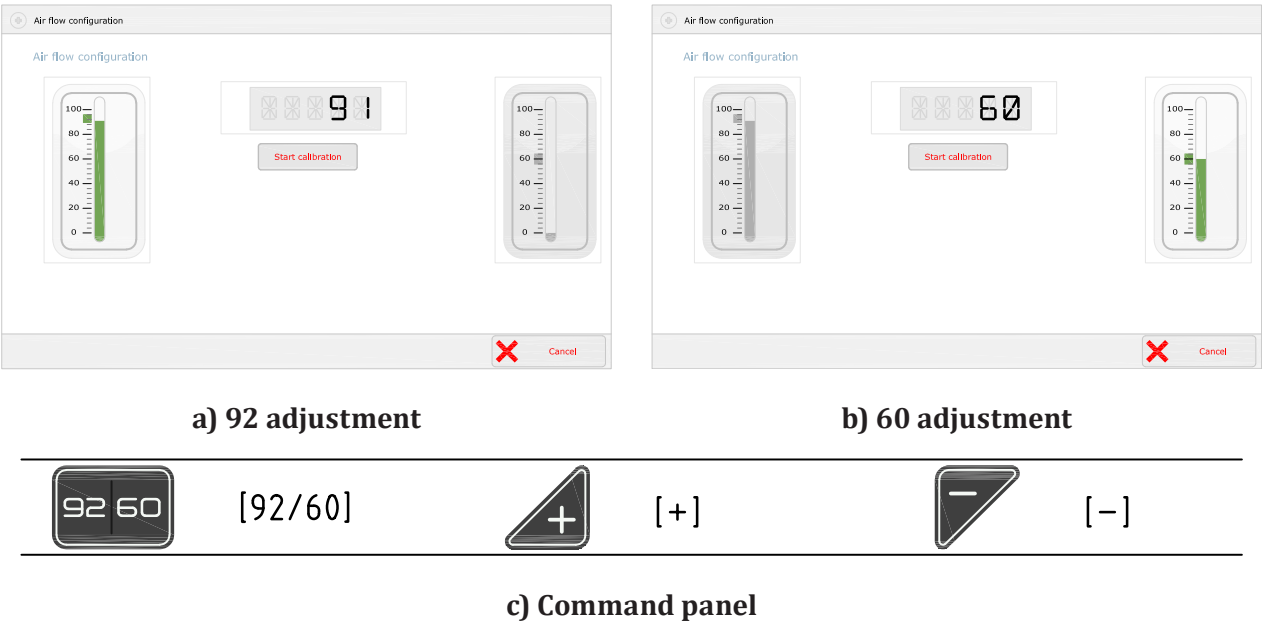 Air flow configuration
Air flow configuration
100
80
60
40
20
0
91
Start calibration
100
80
60
40
20
0
Cancel
a) 92 adjustment
Air flow configuration
Air flow configuration
100
80
60
40
20
0
60
Start calibration
100
80
60
40
20
0
Cancel
b) 60 adjustment
92 60 [92/60] + [+] − [−]
c) Command panel